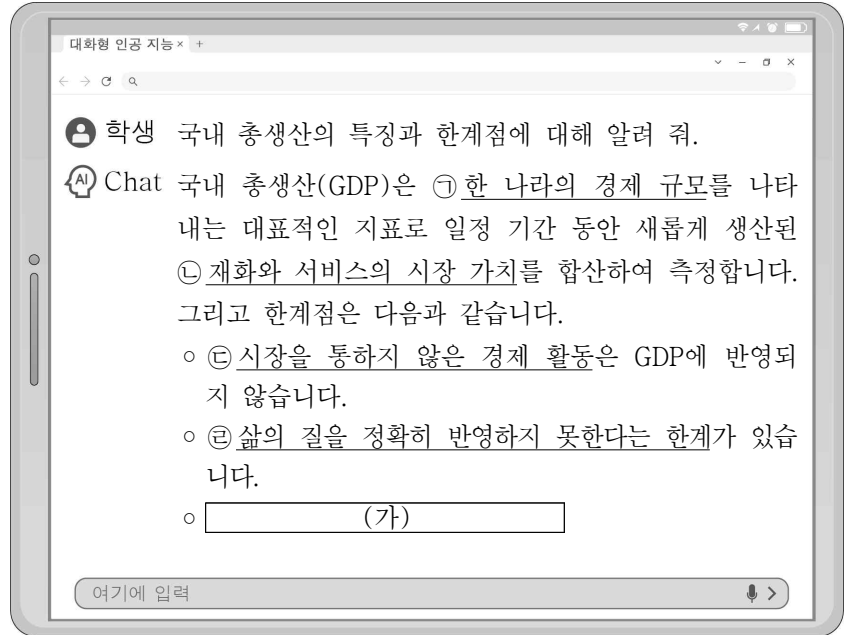 대화형 인공 지능× +
학생 국내 총생산의 특징과 한계점에 대해 알려 줘.
AI Chat 국내 총생산(GDP)은 ㉠한 나라의 경제 규모를 나타
내는 대표적인 지표로 일정 기간 동안 새롭게 생산된
㉡재화와 서비스의 시장 가치를 합산하여 측정합니다.
그리고 한계점은 다음과 같습니다.
◦ ㉢시장을 통하지 않은 경제 활동은 GDP에 반영되
지 않습니다.
◦ ㉣삶의 질을 정확히 반영하지 못한다는 한계가 있습
니다.
◦ (가)
여기에 입력